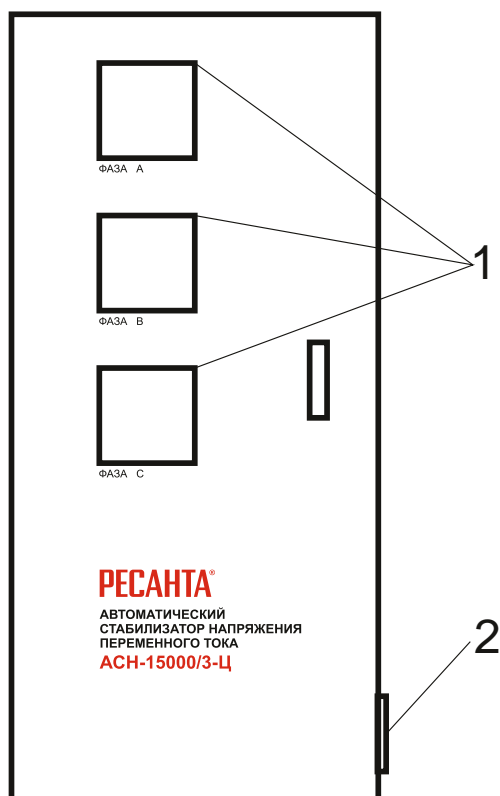 ФАЗА А
1
ФАЗА В
ФАЗА С
РЕСАНТА®
АВТОМАТИЧЕСКИЙ
СТАБИЛИЗАТОР НАПРЯЖЕНИЯ
ПЕРЕМЕННОГО ТОКА
АСН-15000/3-Ц
2